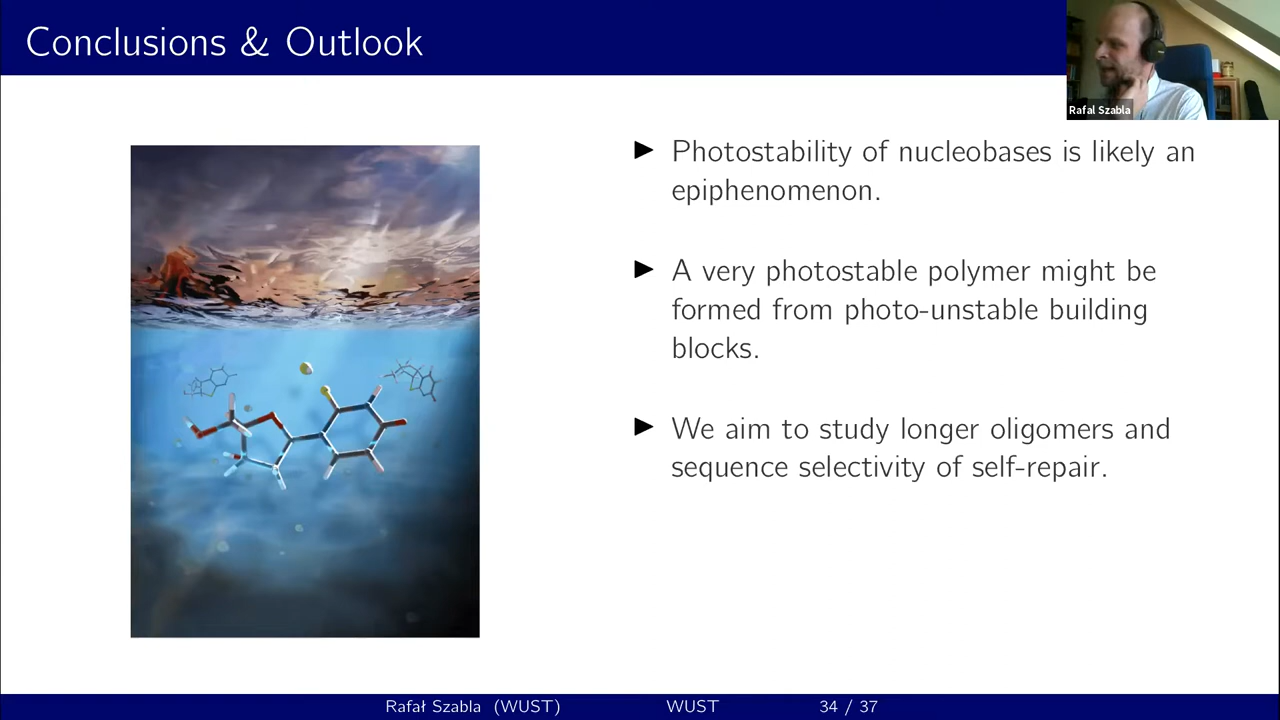 Conclusions & Outlook
Rafal Szabla
▶ Photostability of nucleobases is likely an
epiphenomenon.
▶ A very photostable polymer might be
formed from photo-unstable building
blocks.
▶ We aim to study longer oligomers and
sequence selectivity of self-repair.
Rafał Szabla (WUST) WUST 34 / 37